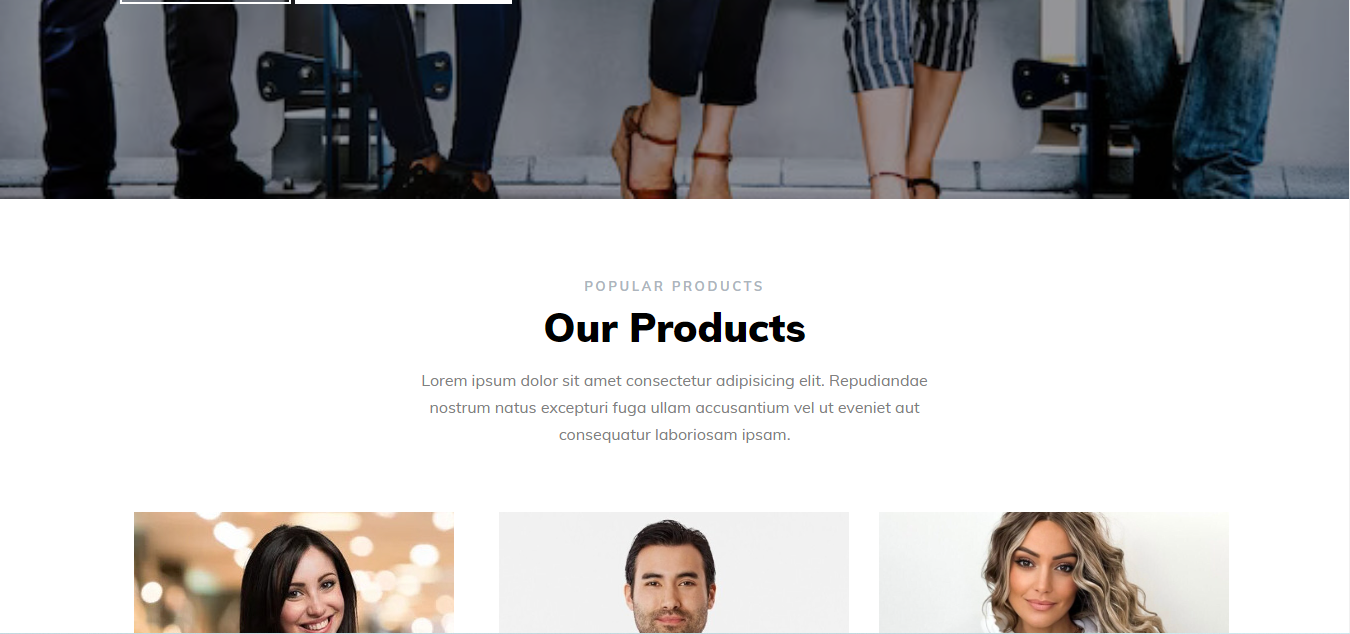 POPULAR PRODUCTS
Our Products
Lorem ipsum dolor sit amet consectetur adipisicing elit. Repudiandae
nostrum natus excepturi fuga ullam accusantium vel ut eveniet aut
consequatur laboriosam ipsam.